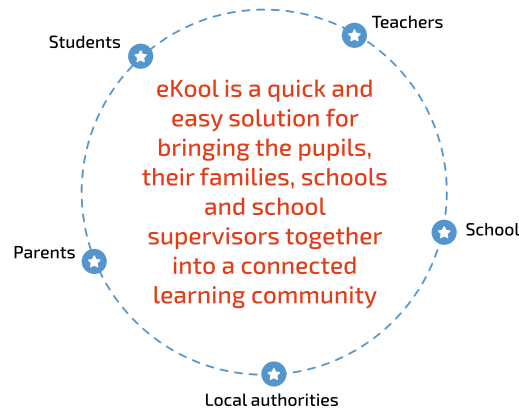 Teachers
Students
eKool is a quick and
easy solution for
bringing the pupils,
their families, schools
and school
supervisors together
into a connected
learning community
School
Parents
Local authorities